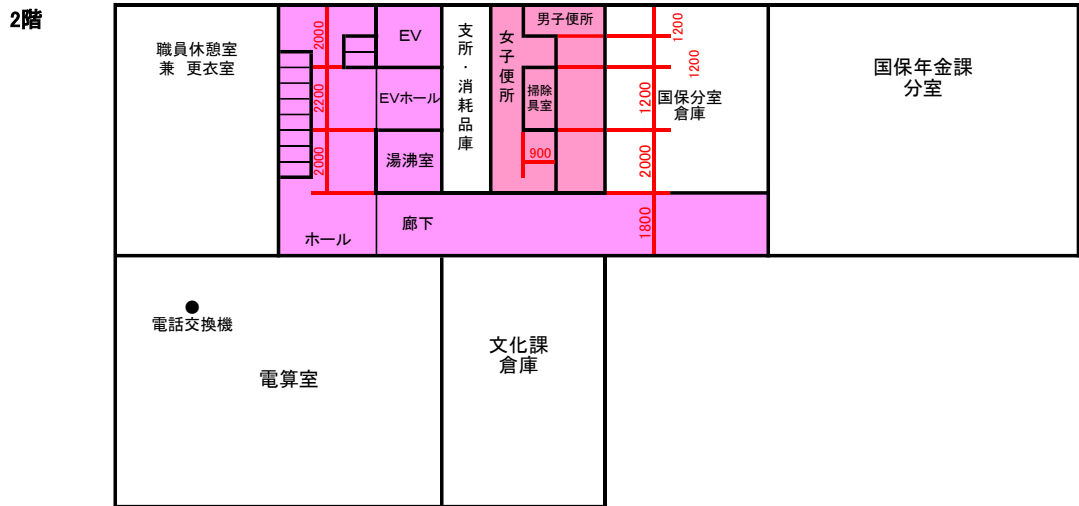 2階
職員休憩室
兼 更衣室
2000
2200
2000
EV
EVホール
湯沸室
支所・消耗品庫
女子便所
男子便所
掃除
具室
900
1200
1200
1200
2000
1800
国保分室
倉庫
国保年金課
分室
ホール
廊下
電話交換機
電算室
文化課
倉庫